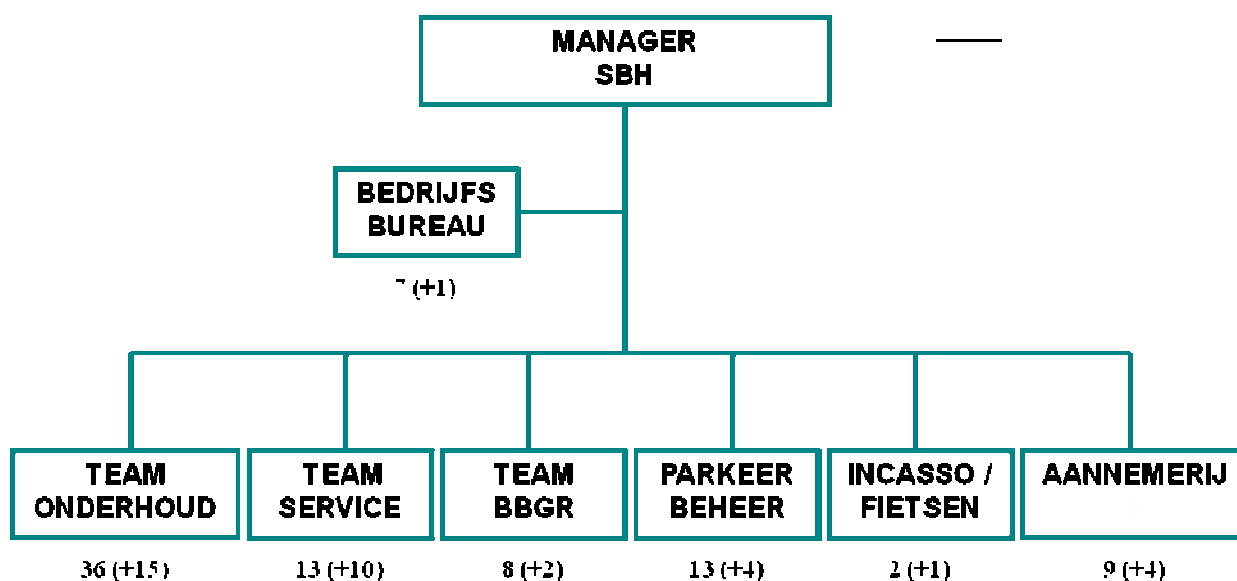 MANAGER
SBH
BEDRIJFS
BUREAU
7 (+1)
TEAM
ONDERHOUD
TEAM
SERVICE
TEAM
BBGR
PARKEER
BEHEER
INCASSO /
FIETSEN
AANNEMERIJ
36 (+15)
13 (+10)
8 (+2)
13 (+4)
2 (+1)
9 (+4)